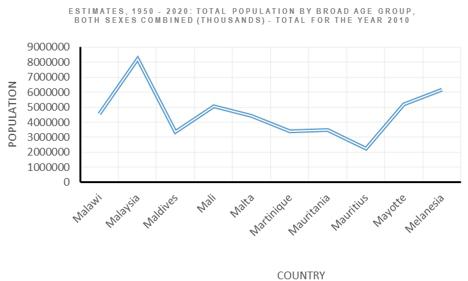 ESTIMATES, 1950 - 2020: TOTAL POPULATION BY BROAD AGE GROUP,
BOTH SEXES COMBINED (THOUSANDS) - TOTAL FOR THE YEAR 2010
POPULATION
9000000
8000000
7000000
6000000
5000000
4000000
3000000
2000000
1000000
0
Malawi
Malaysia
Maldives
Mali
Malta
Martinique
Mauritania
Mauritius
Mayotte
Melanesia
COUNTRY